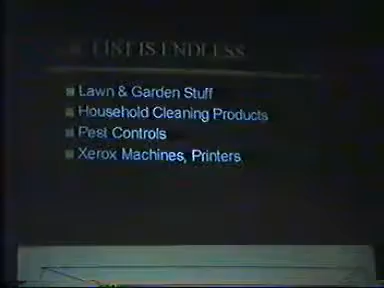 LIST IS ENDLESS
Lawn & Garden Stuff
Household Cleaning Products
Pest Controls
Xerox Machines, Printers